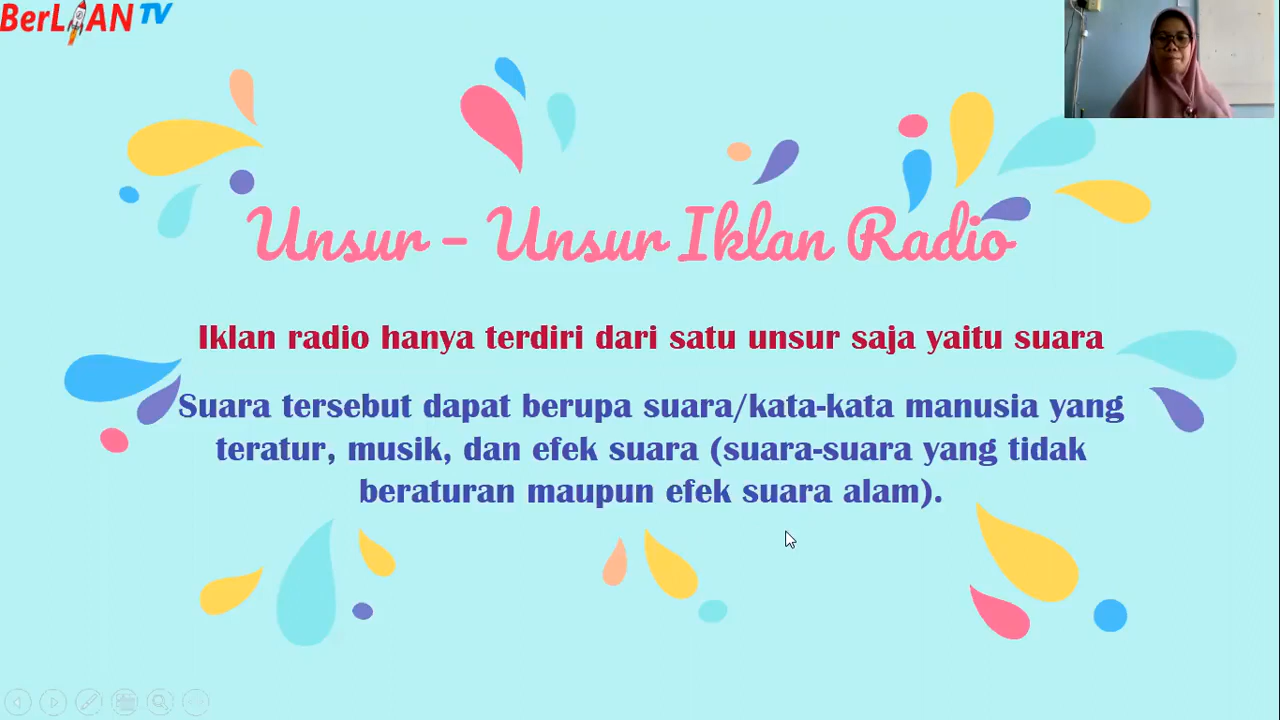 BerLIAN TV
Unsur - Unsur Iklan Radio
Iklan radio hanya terdiri dari satu unsur saja yaitu suara
Suara tersebut dapat berupa suara/kata-kata manusia yang
teratur, musik, dan efek suara (suara-suara yang tidak
beraturan maupun efek suara alam).